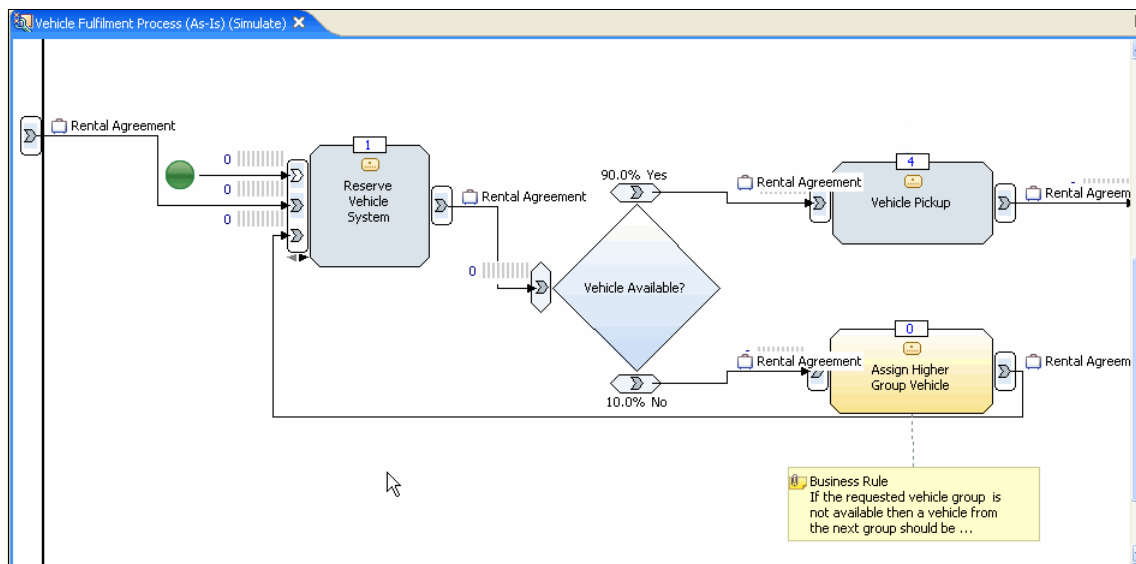 Vehicle Fulfilment Process (As-Is) (Simulate)
Rental Agreement
0
0
0
1
Reserve
Vehicle
System
Rental Agreement
0
Vehicle Available?
90.0% Yes
Rental Agreement
4
Vehicle Pickup
Rental Agreem
10.0% No
Rental Agreement
0
Assign Higher
Group Vehicle
Rental Agreem
Business Rule
If the requested vehicle group is
not available then a vehicle from
the next group should be ...